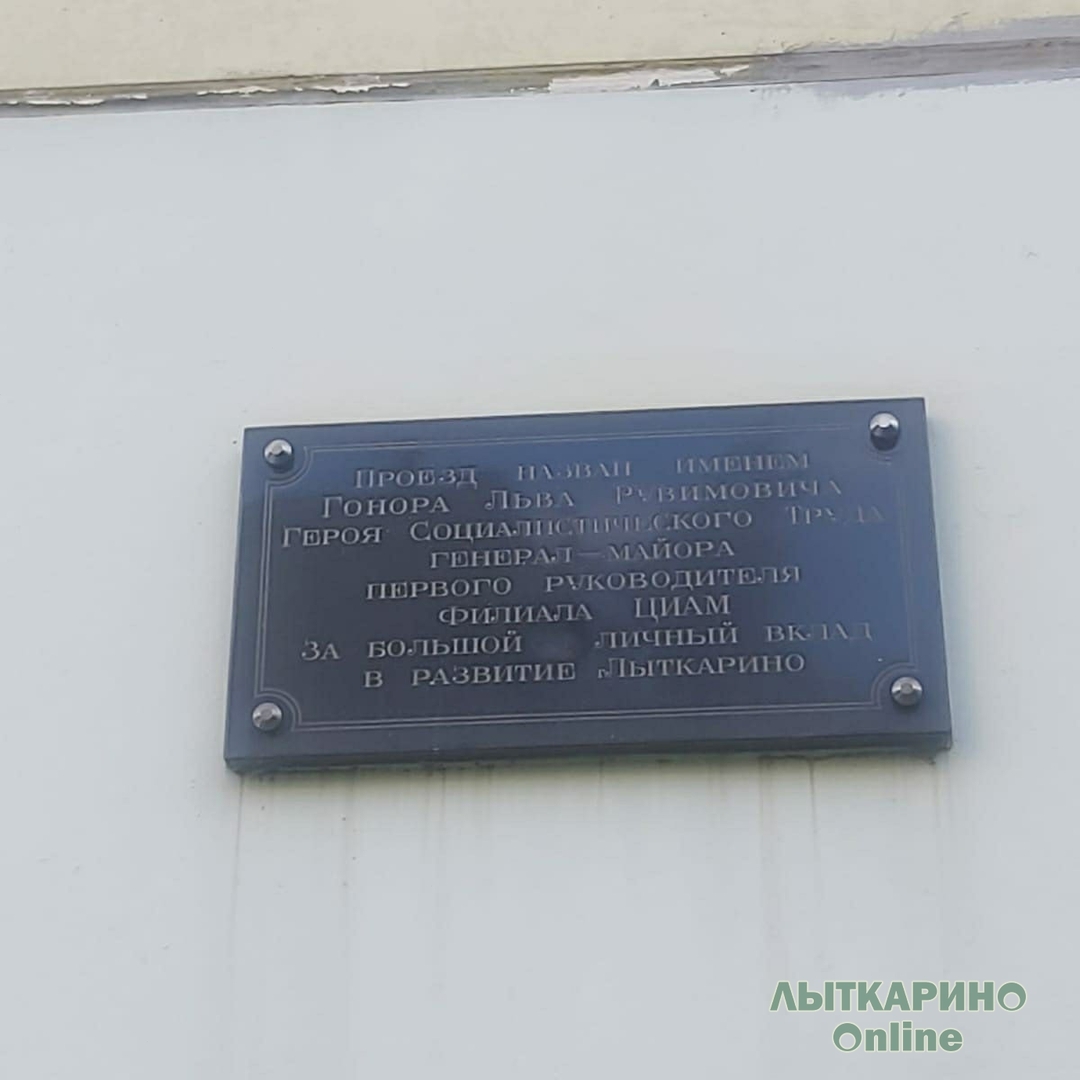 Проезд назван именем
Гонора Льва Рувимовича
Героя Социалистического Труда
генерал-майора
первого руководителя
филиала ЦИАМ
За большой личный вклад
в развитие г.Лыткарино
ЛЫТКАРИНО
Online